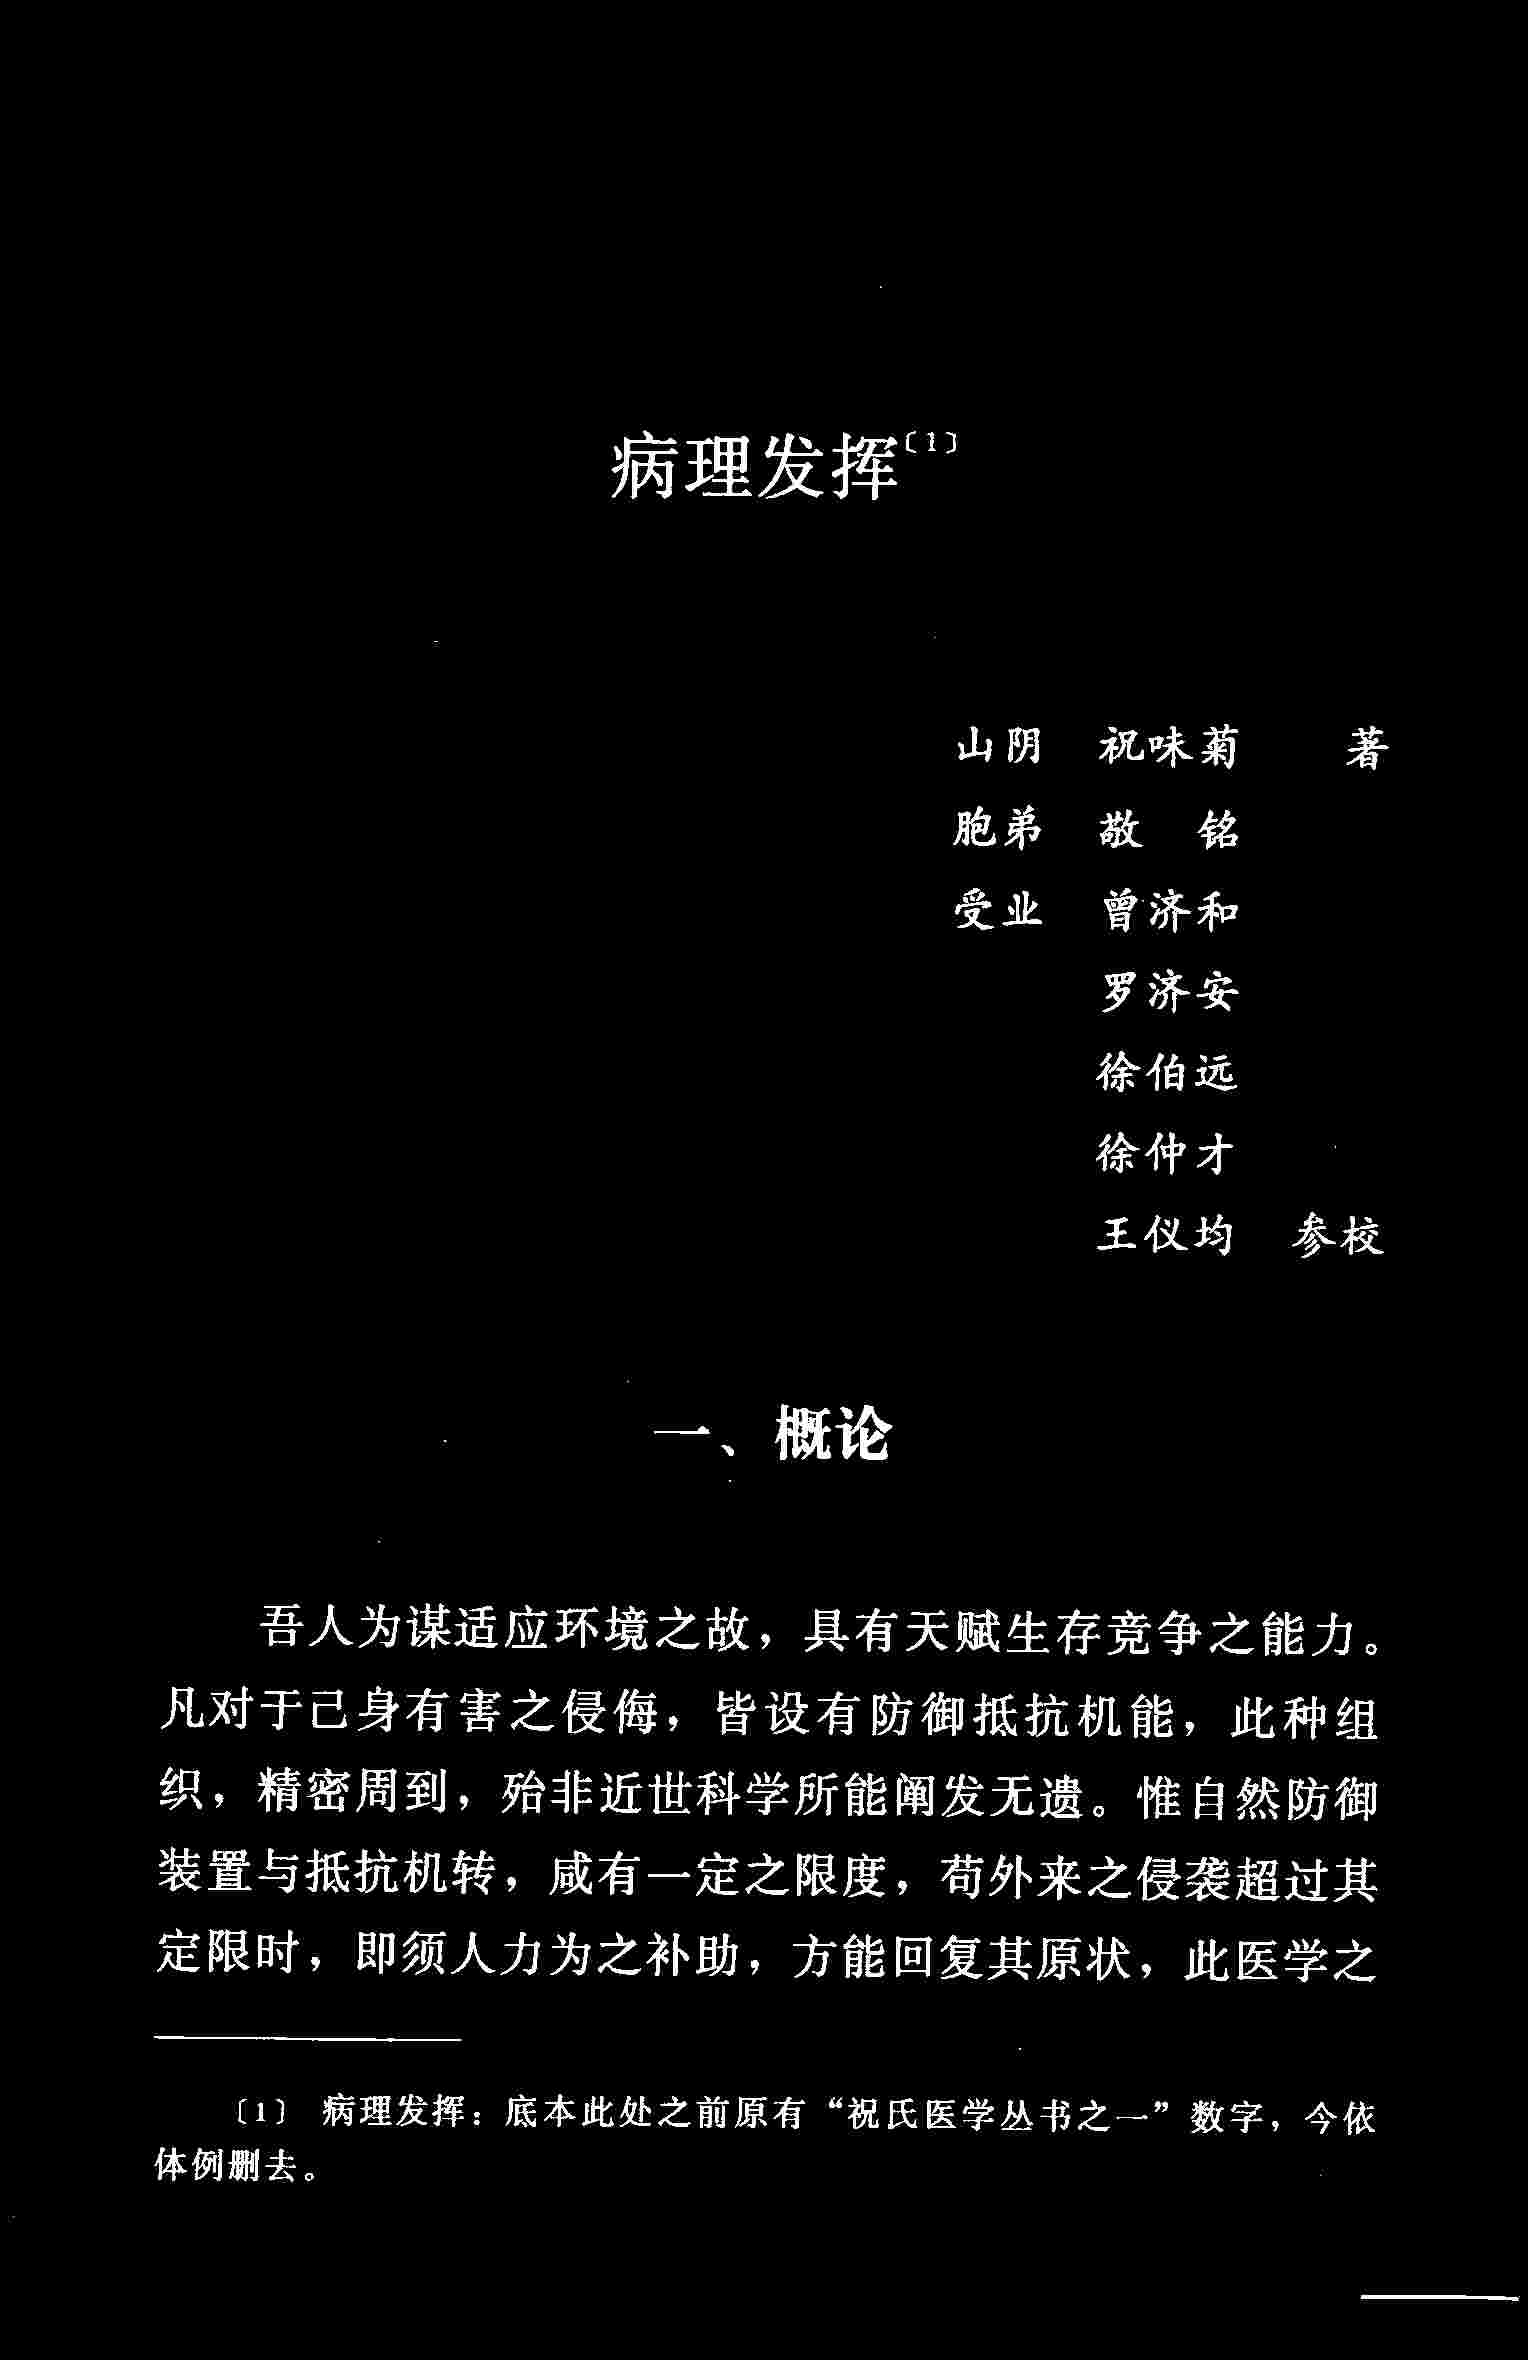 病理发挥〔1〕
山阴 祝味菊 著
胞弟 敬 铭
受业 曾济和
罗济安
徐伯远
徐仲才
王仪均 参校
一、概论
吾人为谋适应环境之故，具有天赋生存竞争之能力。
凡对于己身有害之侵侮，皆设有防御抵抗机能，此种组
织，精密周到，殆非近世科学所能阐发无遗。惟自然防御
装置与抵抗机转，咸有一定之限度，苟外来之侵袭超过其
定限时，即须人力为之补助，方能回复其原状，此医学之
〔1〕 病理发挥：底本此处之前原有“祝氏医学丛书之一”数字，今依
体例删去。